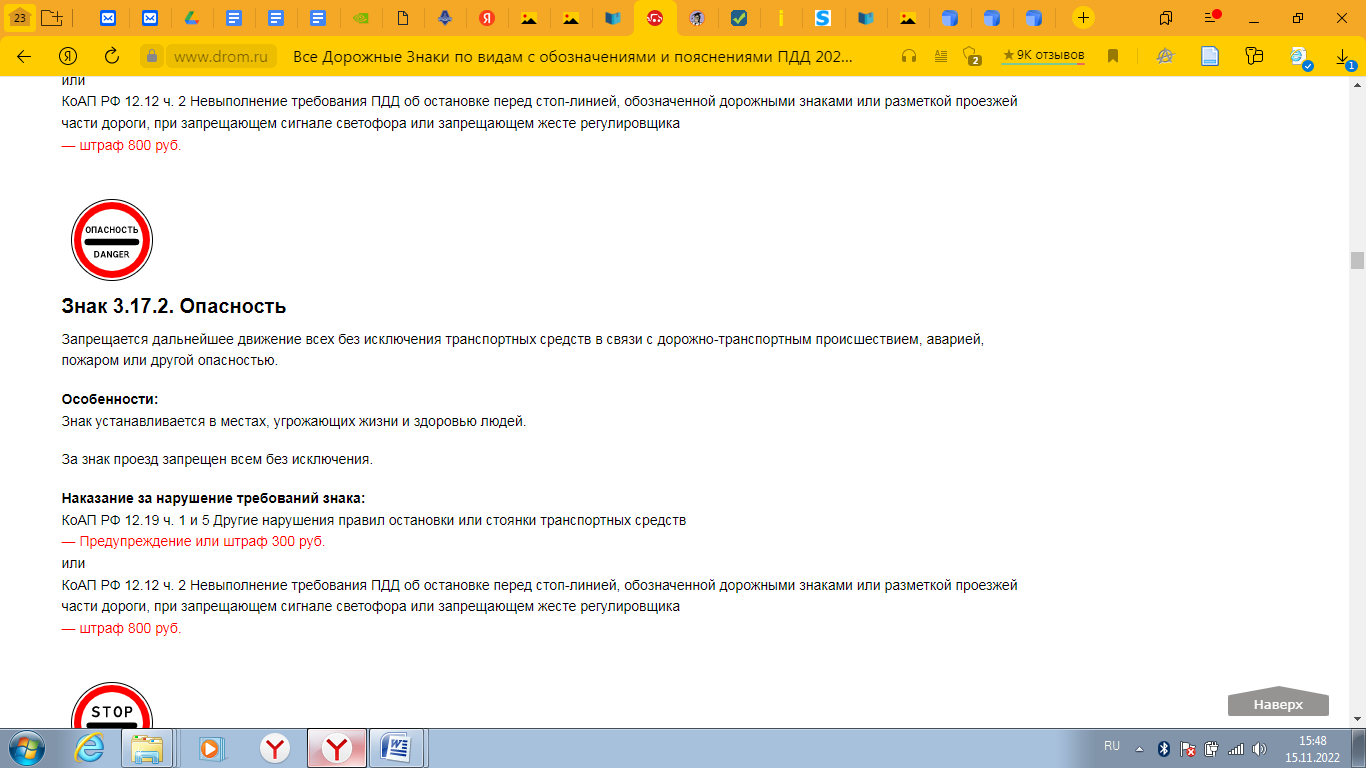 23
www.drom.ru Все Дорожные Знаки по видам с обозначениями и пояснениями ПДД 202... 2 ★ 9К отзывов 1
или
КоАП РФ 12.12 ч. 2 Невыполнение требования ПДД об остановке перед стоп-линией, обозначенной дорожными знаками или разметкой проезжей
части дороги, при запрещающем сигнале светофора или запрещающем жесте регулировщика
— штраф 800 руб.
ОПАСНОСТЬ
DANGER
Знак 3.17.2. Опасность
Запрещается дальнейшее движение всех без исключения транспортных средств в связи с дорожно-транспортным происшествием, аварией,
пожаром или другой опасностью.
Особенности:
Знак устанавливается в местах, угрожающих жизни и здоровью людей.
За знак проезд запрещен всем без исключения.
Наказание за нарушение требований знака:
КоАП РФ 12.19 ч. 1 и 5 Другие нарушения правил остановки или стоянки транспортных средств
— Предупреждение или штраф 300 руб.
или
КоАП РФ 12.12 ч. 2 Невыполнение требования ПДД об остановке перед стоп-линией, обозначенной дорожными знаками или разметкой проезжей
части дороги, при запрещающем сигнале светофора или запрещающем жесте регулировщика
— штраф 800 руб.
STOP
Наверх
RU
15:48
15.11.2022